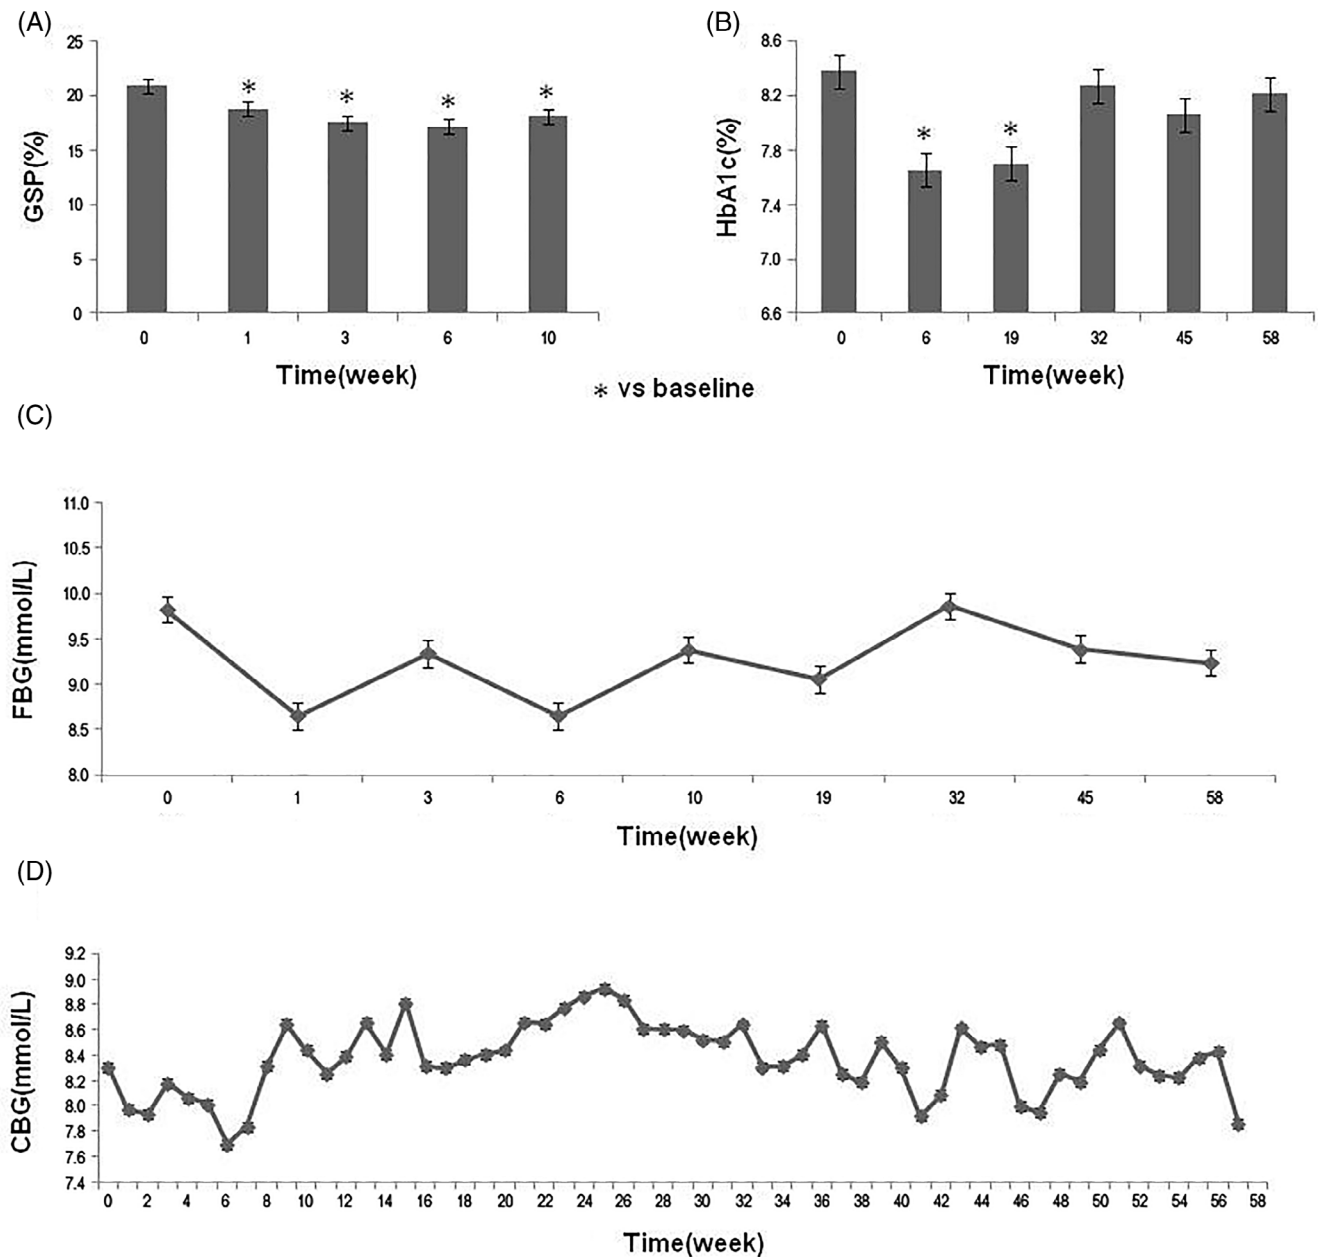 (A)
25
20
15
10
5
0
GSP(%)
* * * *
0 1 3 6 10
Time(week)
(B)
8.6
8.2
7.8
7.4
7.0
6.6
HbA1c(%)
* *
0 6 19 32 45 58
Time(week)
* vs baseline
(C)
11.0
10.5
10.0
9.5
9.0
8.5
8.0
FBG(mmol/L)
0 1 3 6 10 19 32 45 58
Time(week)
(D)
9.2
9.0
8.8
8.6
8.4
8.2
8.0
7.8
7.6
7.4
CBG(mmol/L)
0 2 4 6 8 10 12 14 16 18 20 22 24 26 28 30 32 34 36 38 40 42 44 46 48 50 52 54 56 58
Time(week)